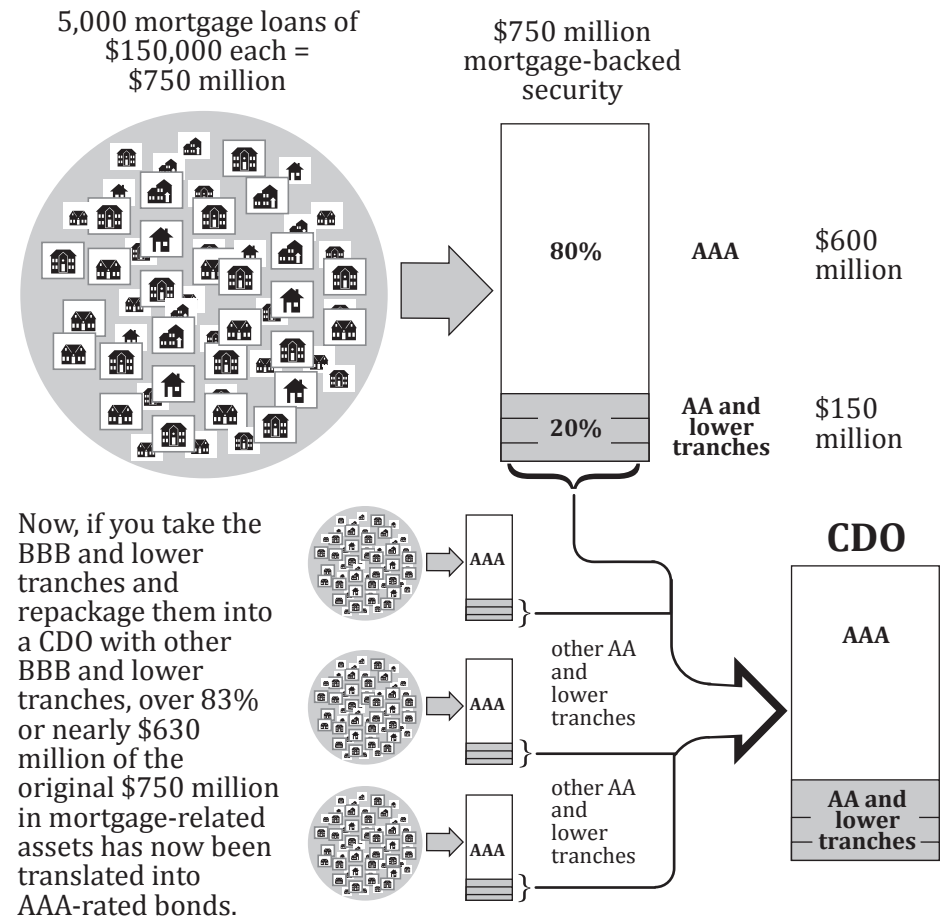 5,000 mortgage loans of
$150,000 each =
$750 million
$750 million
mortgage-backed
security
80%
AAA
$600
million
20%
AA and
lower
tranches
$150
million
Now, if you take the
BBB and lower
tranches and
repackage them into
a CDO with other
BBB and lower
tranches, over 83%
or nearly $630
million of the
original $750 million
in mortgage-related
assets has now been
translated into
AAA-rated bonds.
AAA
other AA
and
lower
tranches
AAA
other AA
and
lower
tranches
AAA
CDO
AAA
AA and
lower
tranches